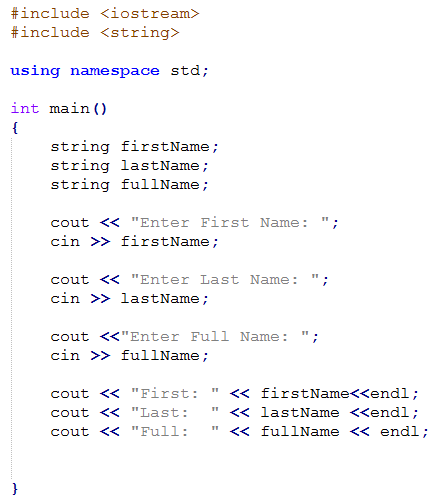 #include <iostream>
#include <string>
using namespace std;
int main()
{
string firstName;
string lastName;
string fullName;
cout << "Enter First Name: ";
cin >> firstName;
cout << "Enter Last Name: ";
cin >> lastName;
cout <<"Enter Full Name: ";
cin >> fullName;
cout << "First: " << firstName<<endl;
cout << "Last:  " << lastName <<endl;
cout << "Full:  " << fullName << endl;
}